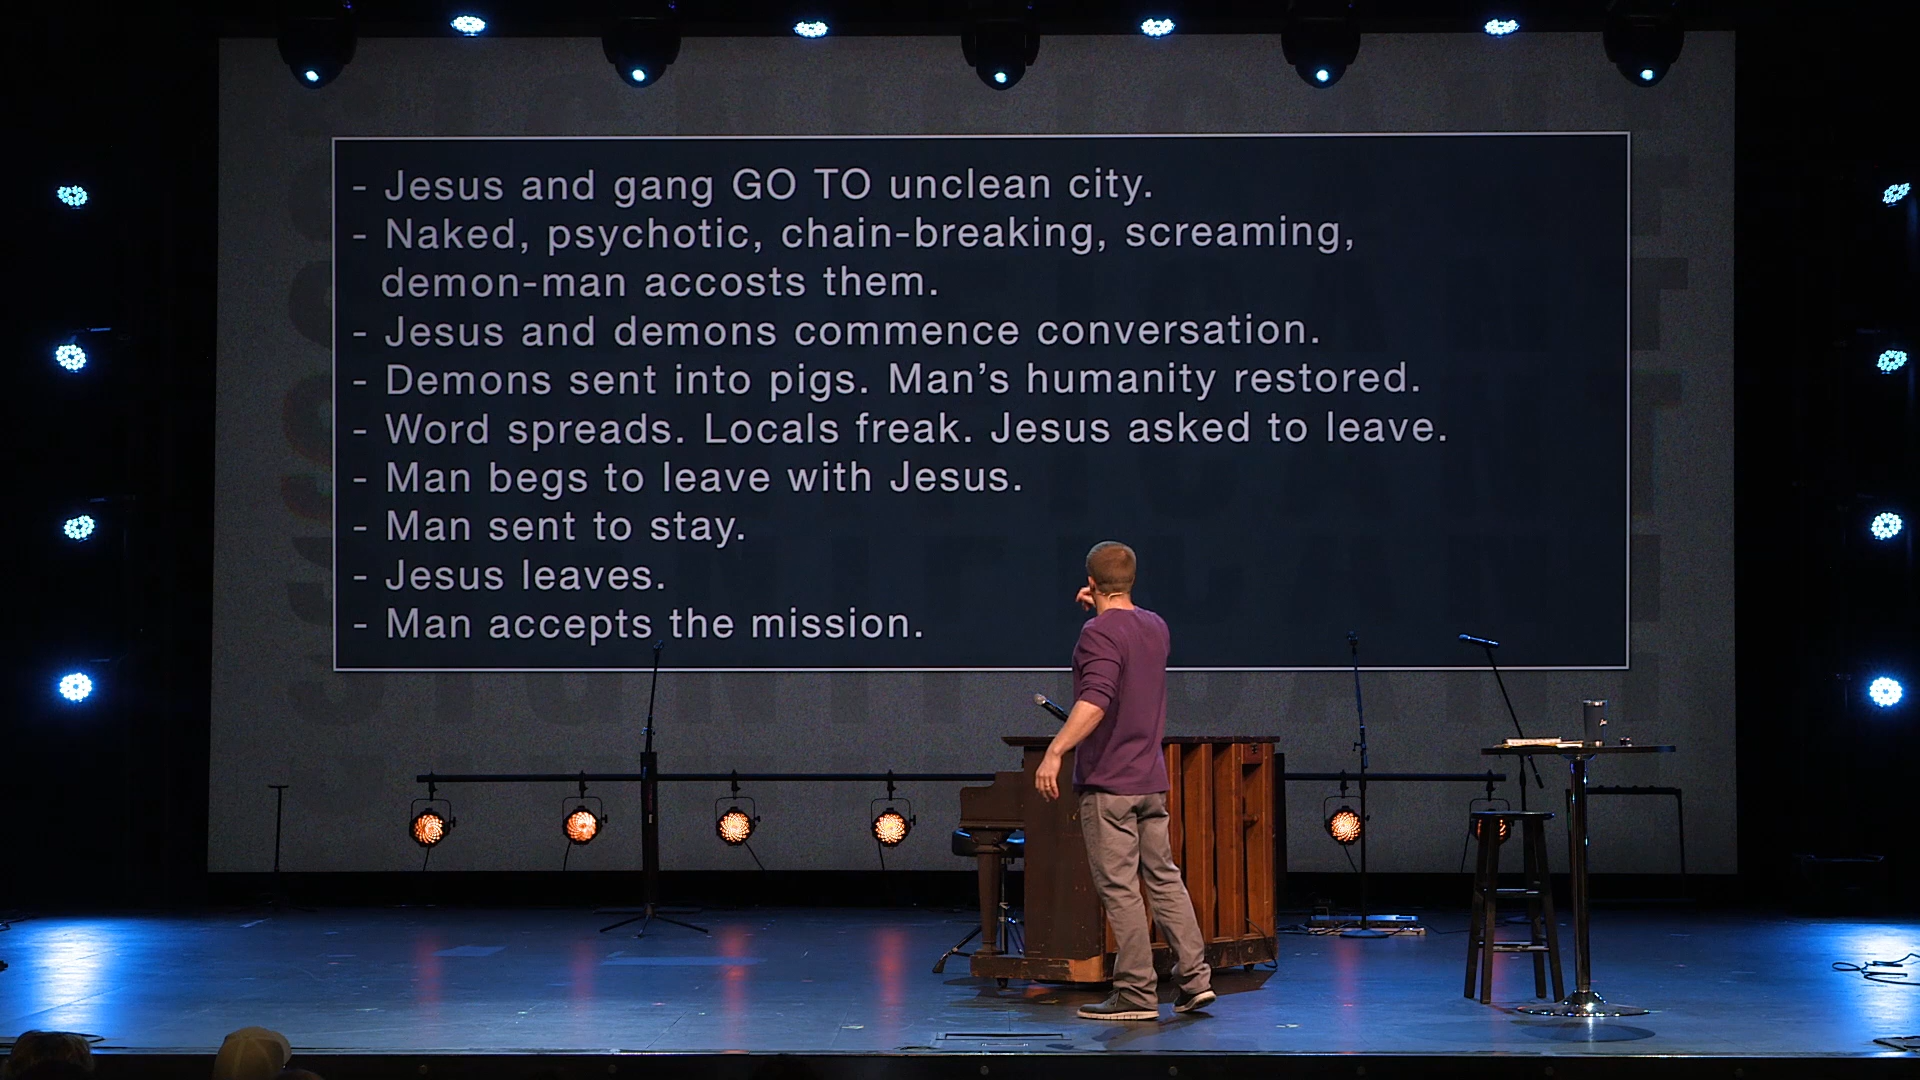 - Jesus and gang GO TO unclean city.
- Naked, psychotic, chain-breaking, screaming,
demon-man accosts them.
- Jesus and demons commence conversation.
- Demons sent into pigs. Man’s humanity restored.
- Word spreads. Locals freak. Jesus asked to leave.
- Man begs to leave with Jesus.
- Man sent to stay.
- Jesus leaves.
- Man accepts the mission.